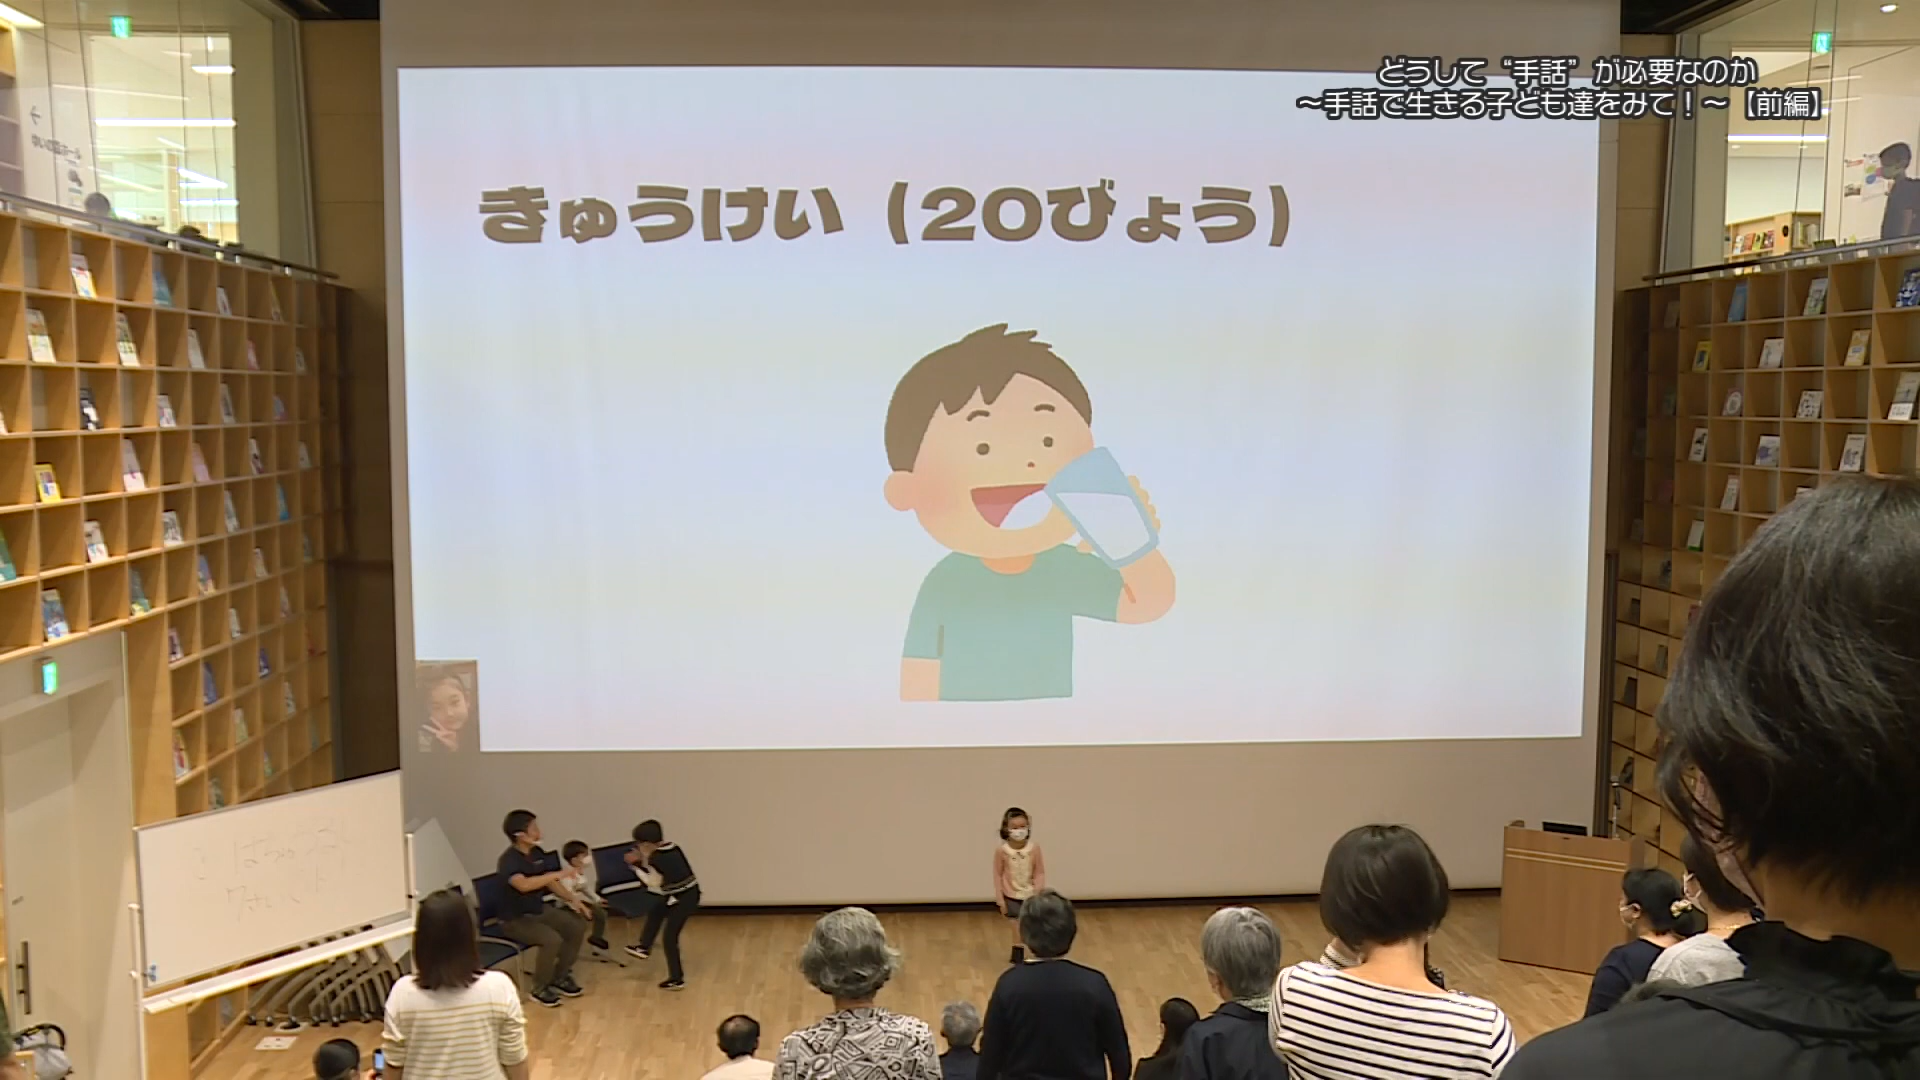 どうして“手話”が必要なのか
～手話で生きる子ども達をみて！～【前編】
きゅうけい（20びょう）